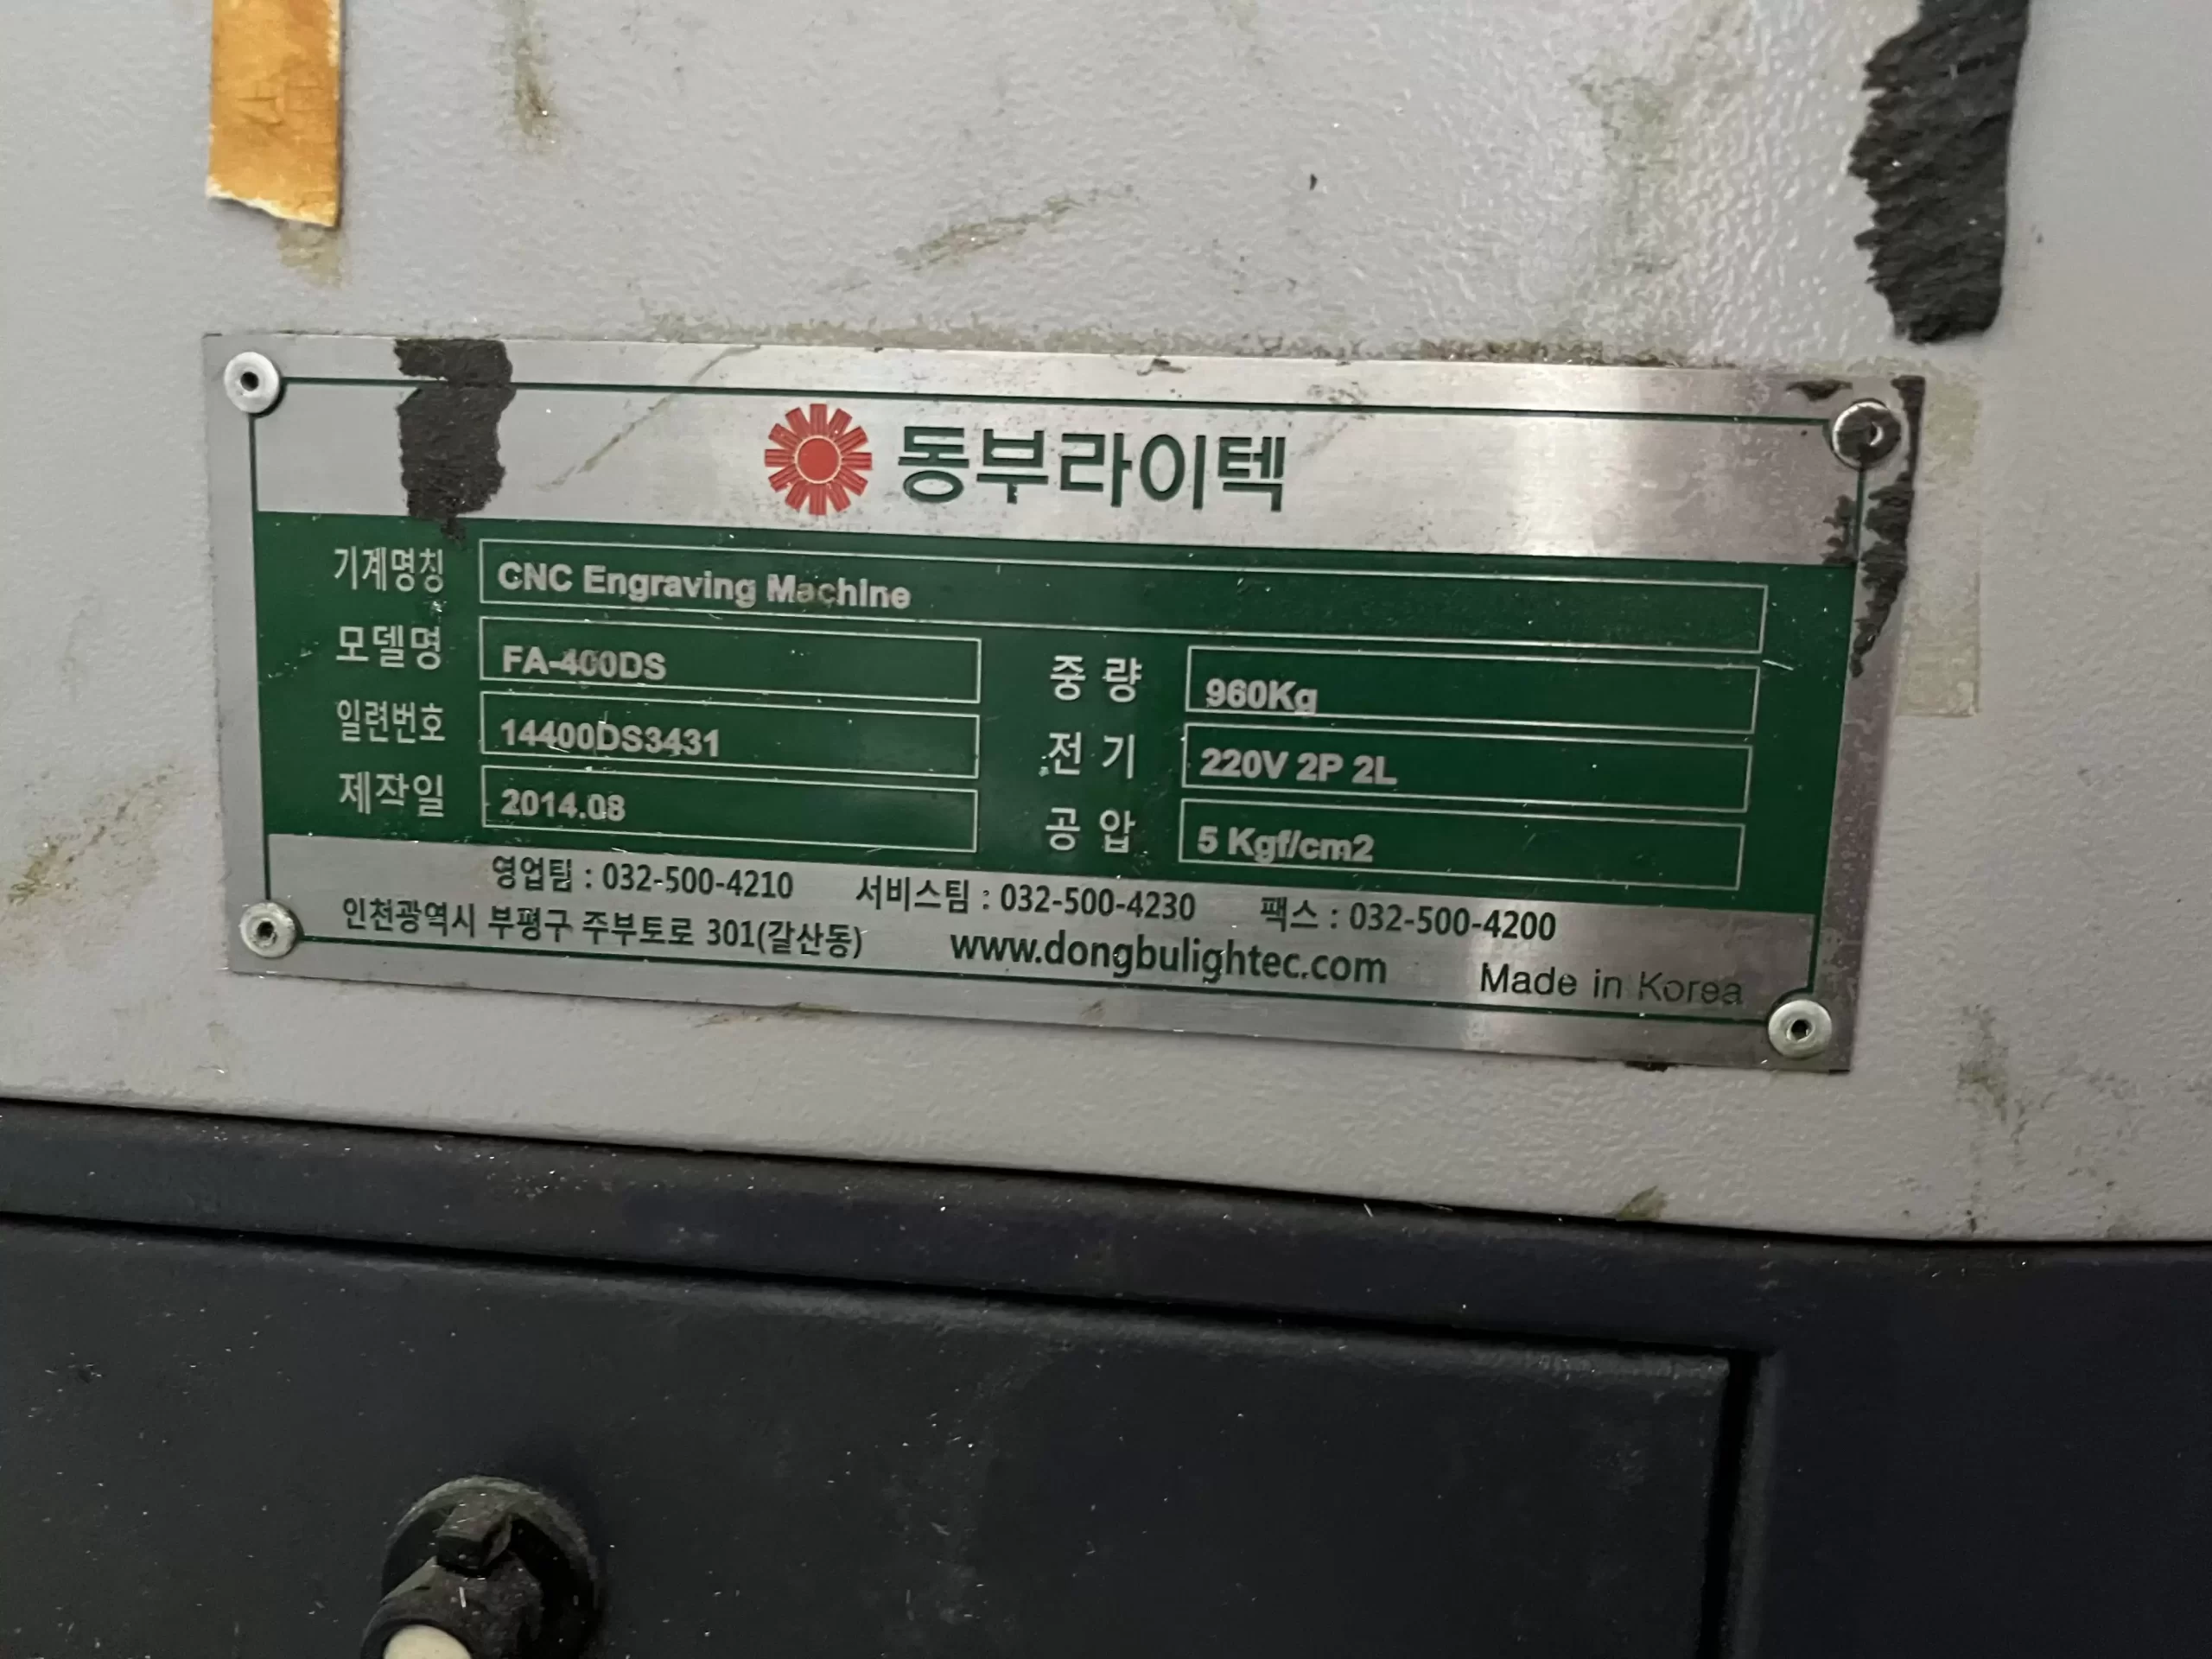 동부라이텍
기계명칭 CNC Engraving Machine
모델명 FA-400DS 중 량 960Kg
일련번호 14400DS3431 전 기 220V 2P 2L
제작일 2014.08 공 압 5 Kgf/cm2
영업팀 : 032-500-4210 서비스팀 : 032-500-4230 팩스 : 032-500-4200
인천광역시 부평구 주부토로 301(갈산동) www.dongbulightec.com Made in Korea